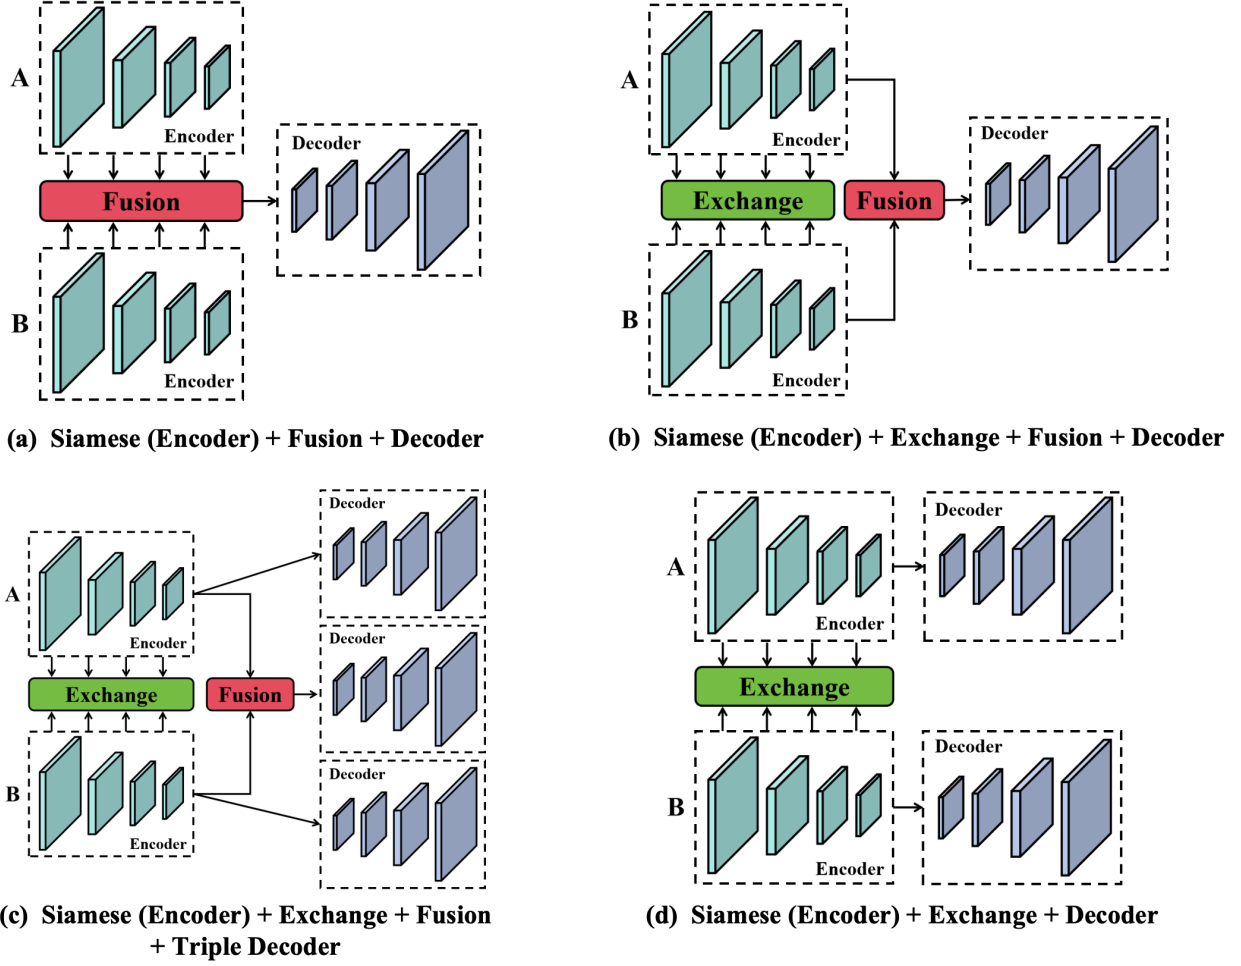 A
Encoder
Fusion
Decoder
B
Encoder
(a) Siamese (Encoder) + Fusion + Decoder
A
Encoder
Exchange
Fusion
Decoder
B
Encoder
(b) Siamese (Encoder) + Exchange + Fusion + Decoder
A
Encoder
Exchange
Fusion
B
Encoder
Decoder
Decoder
Decoder
(c) Siamese (Encoder) + Exchange + Fusion
+ Triple Decoder
A
Encoder
Decoder
Exchange
B
Encoder
Decoder
(d) Siamese (Encoder) + Exchange + Decoder